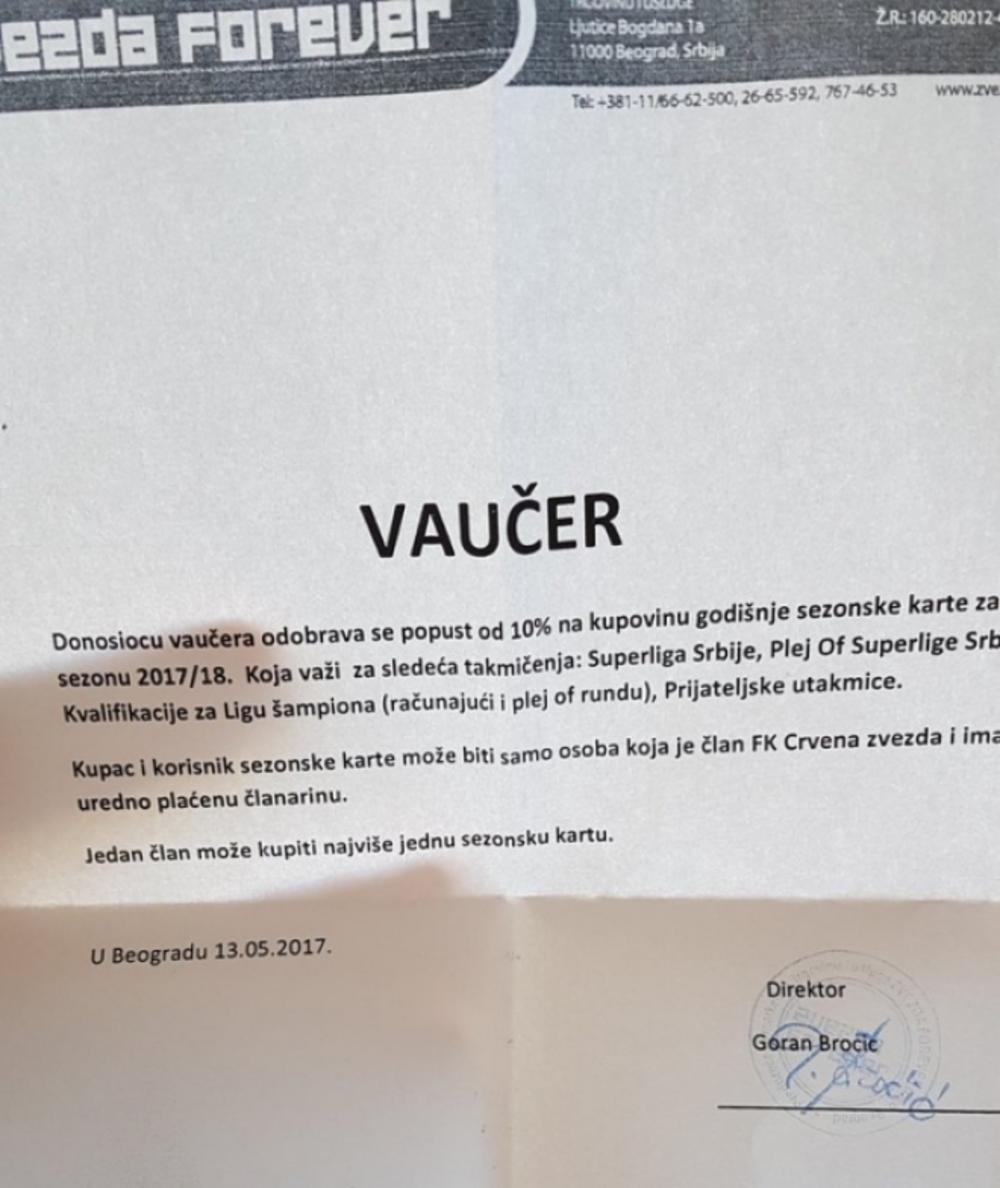 ezda Forever
Ljutice Bogdana 1a
11000 Beograd, Srbija
Ž.R.: 160-280212-
Tel: +381-11/66-62-500, 26-65-592, 767-46-53 www.zve
VAUČER
Donosiocu vaučera odobrava se popust od 10% na kupovinu godišnje sezonske karte za
sezonu 2017/18. Koja važi za sledeća takmičenja: Superliga Srbije, Plej Of Superlige Srb
Kvalifikacije za Ligu šampiona (računajući i plej of rundu), Prijateljske utakmice.
Kupac i korisnik sezonske karte može biti samo osoba koja je član FK Crvena zvezda i ima
uredno plaćenu članarinu.
Jedan član može kupiti najviše jednu sezonsku kartu.
U Beogradu 13.05.2017.
Direktor
Goran Brocic